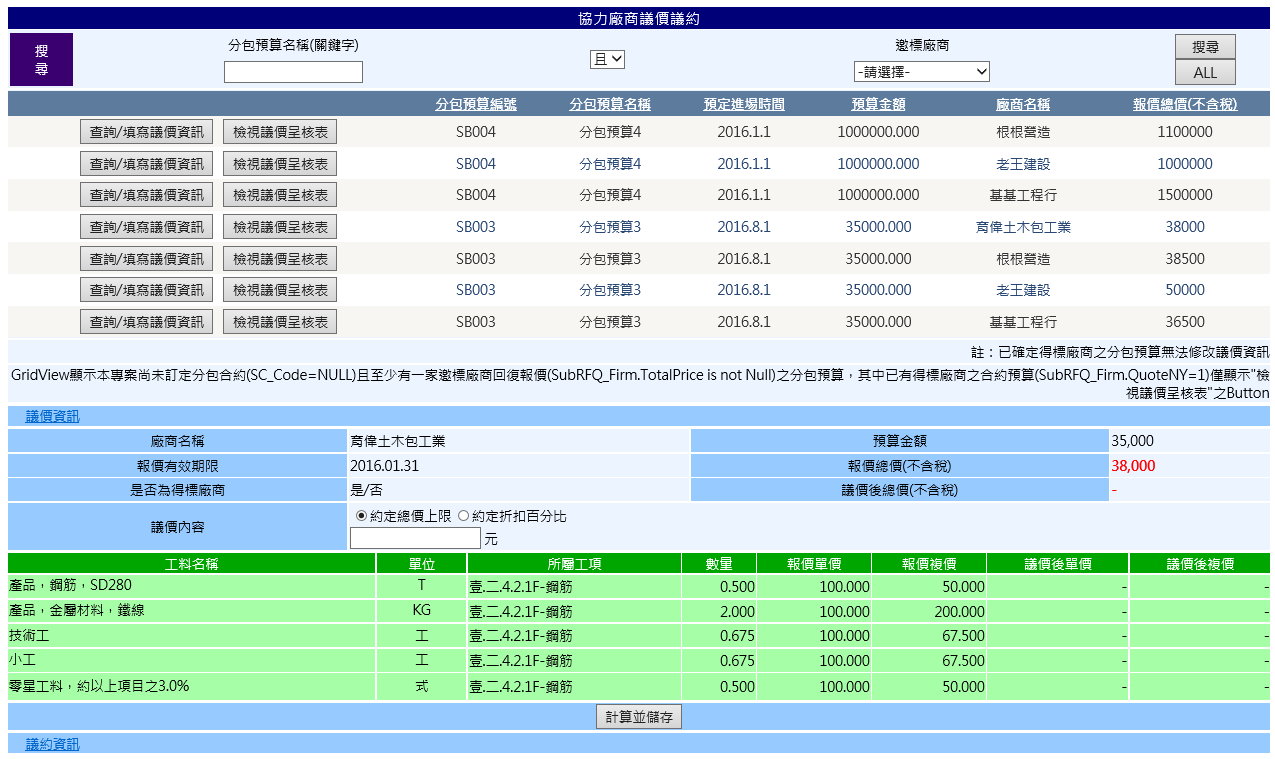 協力廠商議價議約
搜尋 分包預算名稱(關鍵字) 且 邀標廠商 -請選擇- 搜尋 ALL
分包預算編號 分包預算名稱 預定進場時間 預算金額 廠商名稱 報價總價(不含稅)
查詢/填寫議價資訊 檢視議價呈核表 SB004 分包預算4 2016.1.1 1000000.000 根根營造 1100000
查詢/填寫議價資訊 檢視議價呈核表 SB004 分包預算4 2016.1.1 1000000.000 老王建設 1000000
查詢/填寫議價資訊 檢視議價呈核表 SB004 分包預算4 2016.1.1 1000000.000 基基工程行 1500000
查詢/填寫議價資訊 檢視議價呈核表 SB003 分包預算3 2016.8.1 35000.000 育偉土木包工業 38000
查詢/填寫議價資訊 檢視議價呈核表 SB003 分包預算3 2016.8.1 35000.000 根根營造 38500
查詢/填寫議價資訊 檢視議價呈核表 SB003 分包預算3 2016.8.1 35000.000 老王建設 50000
查詢/填寫議價資訊 檢視議價呈核表 SB003 分包預算3 2016.8.1 35000.000 基基工程行 36500
註：已確定得標廠商之分包預算無法修改議價資訊
GridView顯示本專案尚未訂定分包合約(SC_Code=NULL)且至少有一家邀標廠商回復報價(SubRFQ_Firm.TotalPrice is not Null)之分包預算，其中已有得標廠商之合約預算(SubRFQ_Firm.QuoteNY=1)僅顯示"檢
視議價呈核表"之Button
議價資訊
廠商名稱 育偉土木包工業 預算金額 35,000
報價有效期限 2016.01.31 報價總價(不含稅) 38,000
是否為得標廠商 是/否 議價後總價(不含稅) -
議價內容 約定總價上限 約定折扣百分比
元
工料名稱 單位 所屬工項 數量 報價單價 報價複價 議價後單價 議價後複價
產品，鋼筋，SD280 T 壹.二.4.2.1F-鋼筋 0.500 100.000 50.000 - -
產品，金屬材料，鐵線 KG 壹.二.4.2.1F-鋼筋 2.000 100.000 200.000 - -
技術工 工 壹.二.4.2.1F-鋼筋 0.675 100.000 67.500 - -
小工 工 壹.二.4.2.1F-鋼筋 0.675 100.000 67.500 - -
零星工料，約以上項目之3.0% 式 壹.二.4.2.1F-鋼筋 0.500 100.000 50.000 - -
計算並儲存
議約資訊